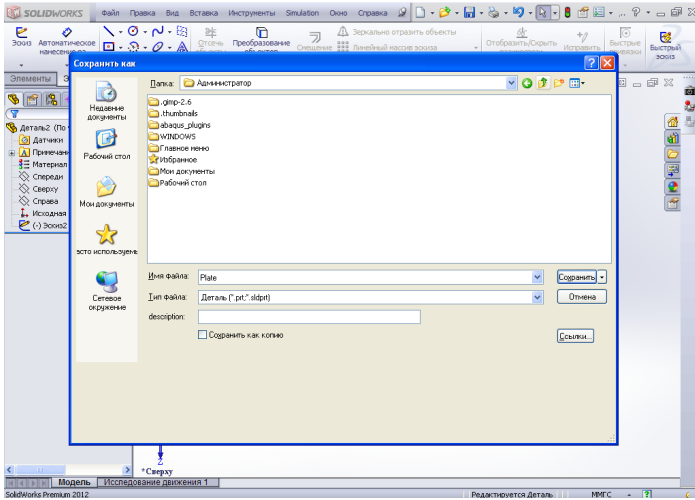 SOLIDWORKS Файл Правка Вид Вставка Инструменты Simulation Окно Справка
Эскиз Автоматическое нанесение
Отсечь объекты
Преобразование объектов
Смещение
Зеркально отразить объекты
Линейный массив эскиза
Отобразить/Скрыть
Исправить
Быстрые
Быстрый эскиз
Элементы
Сохранить как
Папка: Администратор
Недавние документы
Рабочий стол
Мои документы
Сетевое окружение
.gimp-2.6
.thumbnails
abaqus_plugins
WINDOWS
Главное меню
Избранное
Мои документы
Рабочий стол
Имя файла: Plate Сохранить
Тип файла: Деталь (*.prt;*.sldprt) Отмена
description:
Сохранить как копию Ссылки...
Деталь2 (По
Датчики
Примечани
Материал
Спереди
Сверху
Справа
Исходная
(-) Эскиз2
Z
*Сверху
Модель Исследование движения 1
SolidWorks Premium 2012 Редактируется Деталь ММГС